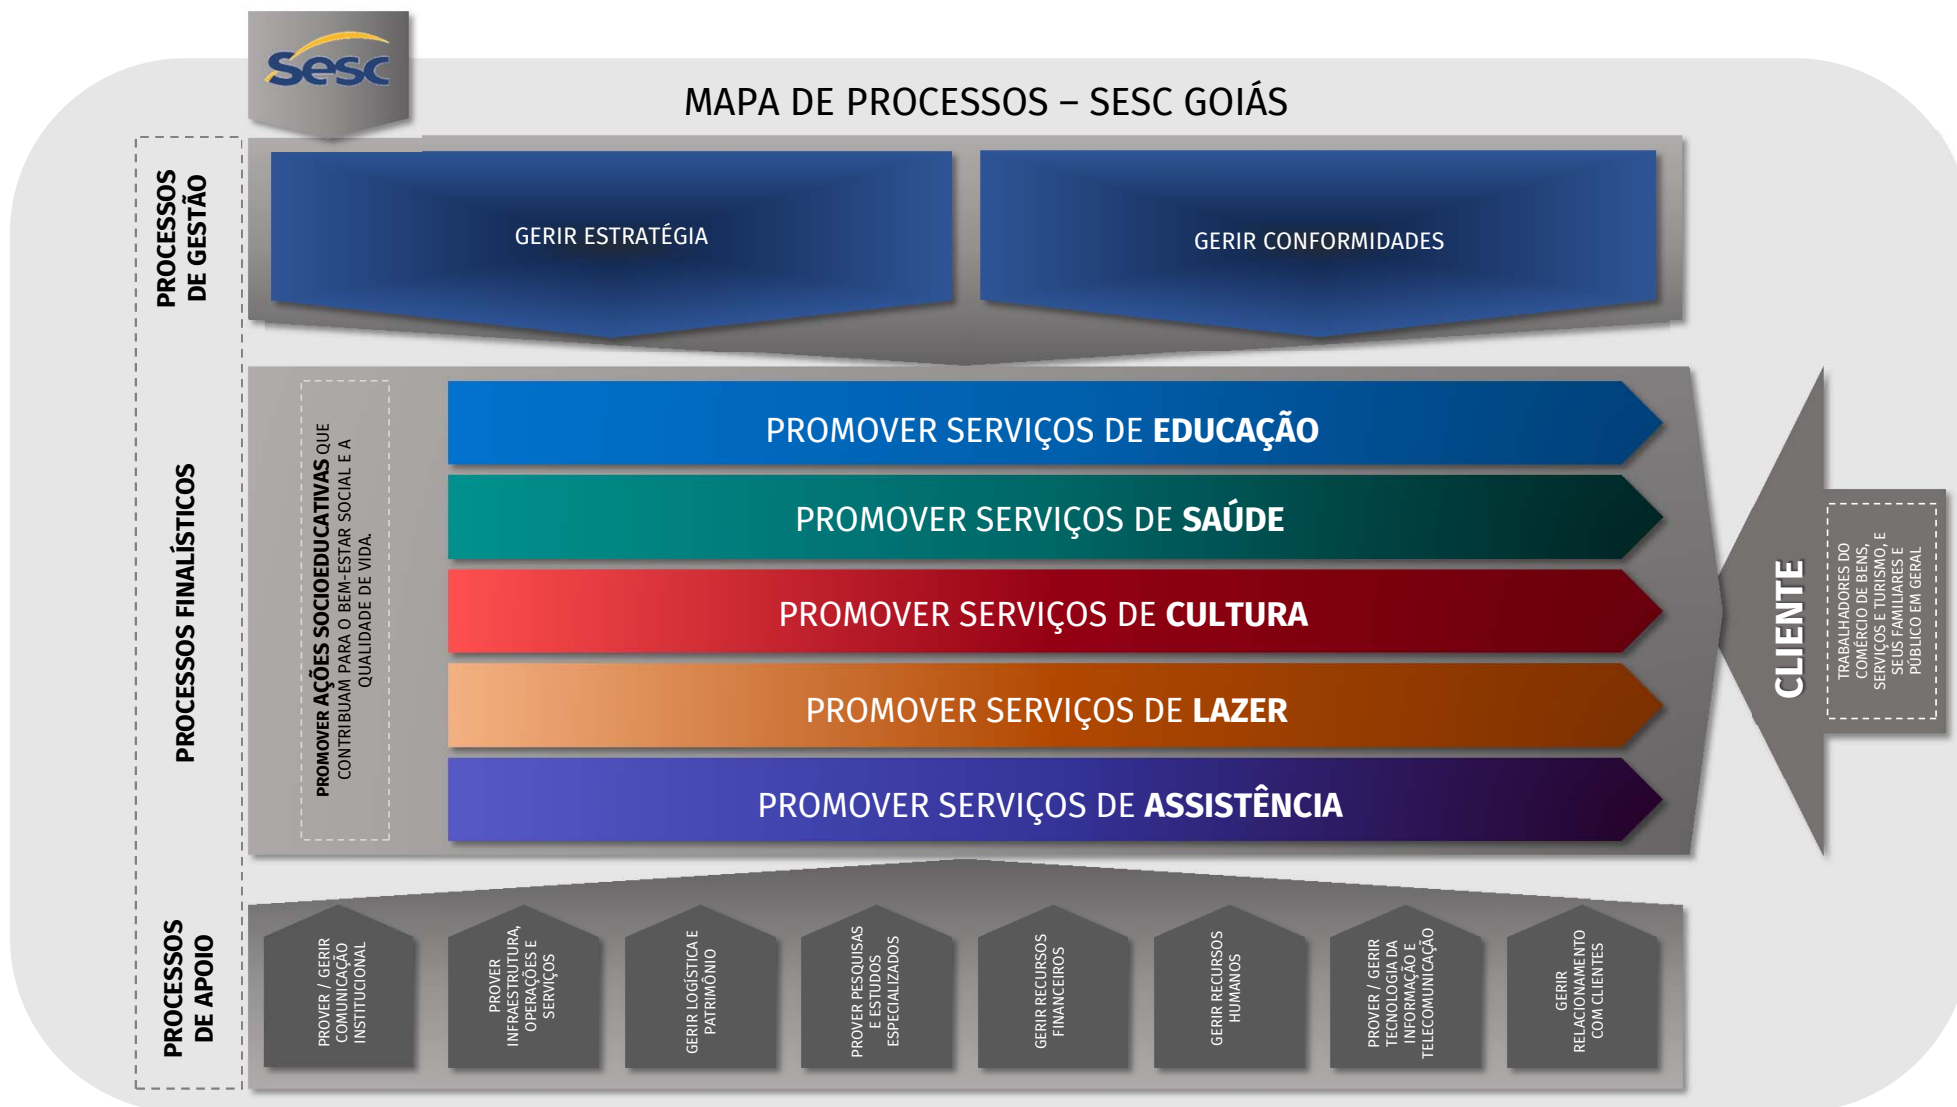 Sesc
MAPA DE PROCESSOS – SESC GOIÁS
PROCESSOS
DE GESTÃO
GERIR ESTRATÉGIA
GERIR CONFORMIDADES
PROCESSOS FINALÍSTICOS
PROMOVER AÇÕES SOCIOEDUCATIVAS QUE
CONTRIBUAM PARA O BEM-ESTAR SOCIAL E A
QUALIDADE DE VIDA.
PROMOVER SERVIÇOS DE EDUCAÇÃO
PROMOVER SERVIÇOS DE SAÚDE
PROMOVER SERVIÇOS DE CULTURA
PROMOVER SERVIÇOS DE LAZER
PROMOVER SERVIÇOS DE ASSISTÊNCIA
CLIENTE
TRABALHADORES DO
COMÉRCIO DE BENS,
SERVIÇOS E TURISMO, E
SEUS FAMILIARES E
PÚBLICO EM GERAL
PROCESSOS
DE APOIO
PROVER / GERIR
COMUNICAÇÃO
INSTITUCIONAL
PROVER
INFRAESTRUTURA,
OPERAÇÕES E
SERVIÇOS
GERIR LOGÍSTICA E
PATRIMÔNIO
PROVER PESQUISAS
E ESTUDOS
ESPECIALIZADOS
GERIR RECURSOS
FINANCEIROS
GERIR RECURSOS
HUMANOS
PROVER / GERIR
TECNOLOGIA DA
INFORMAÇÃO E
TELECOMUNICAÇÃO
GERIR
RELACIONAMENTO
COM CLIENTES